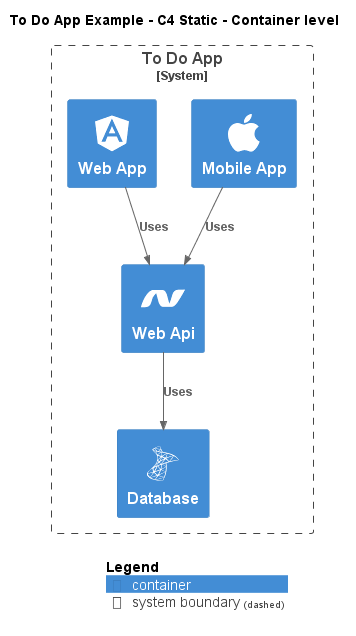 To Do App Example - C4 Static - Container level
To Do App
[System]
Web App
Mobile App
Uses
Uses
Web Api
Uses
Database
Legend
container
system boundary (dashed)